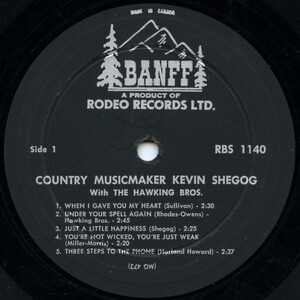 MADE IN CANADA
BANFF
A PRODUCT OF
RODEO RECORDS LTD.
Side 1
RBS 1140
COUNTRY MUSICMAKER KEVIN SHEGOG
With THE HAWKING BROS.
1. WHEN I GAVE YOU MY HEART (Sullivan) - 2:30
2. UNDER YOUR SPELL AGAIN (Rhodes-Owens) -
Hawking Bros. - 2:45
3. JUST A LITTLE HAPPINESS (Shegog) - 2:25
4. YOU'RE NOT WICKED, YOU'RE JUST WEAK
(Miller-Morris) - 2:20
5. THREE STEPS TO THE PHONE (Harland Howard) - 2:37